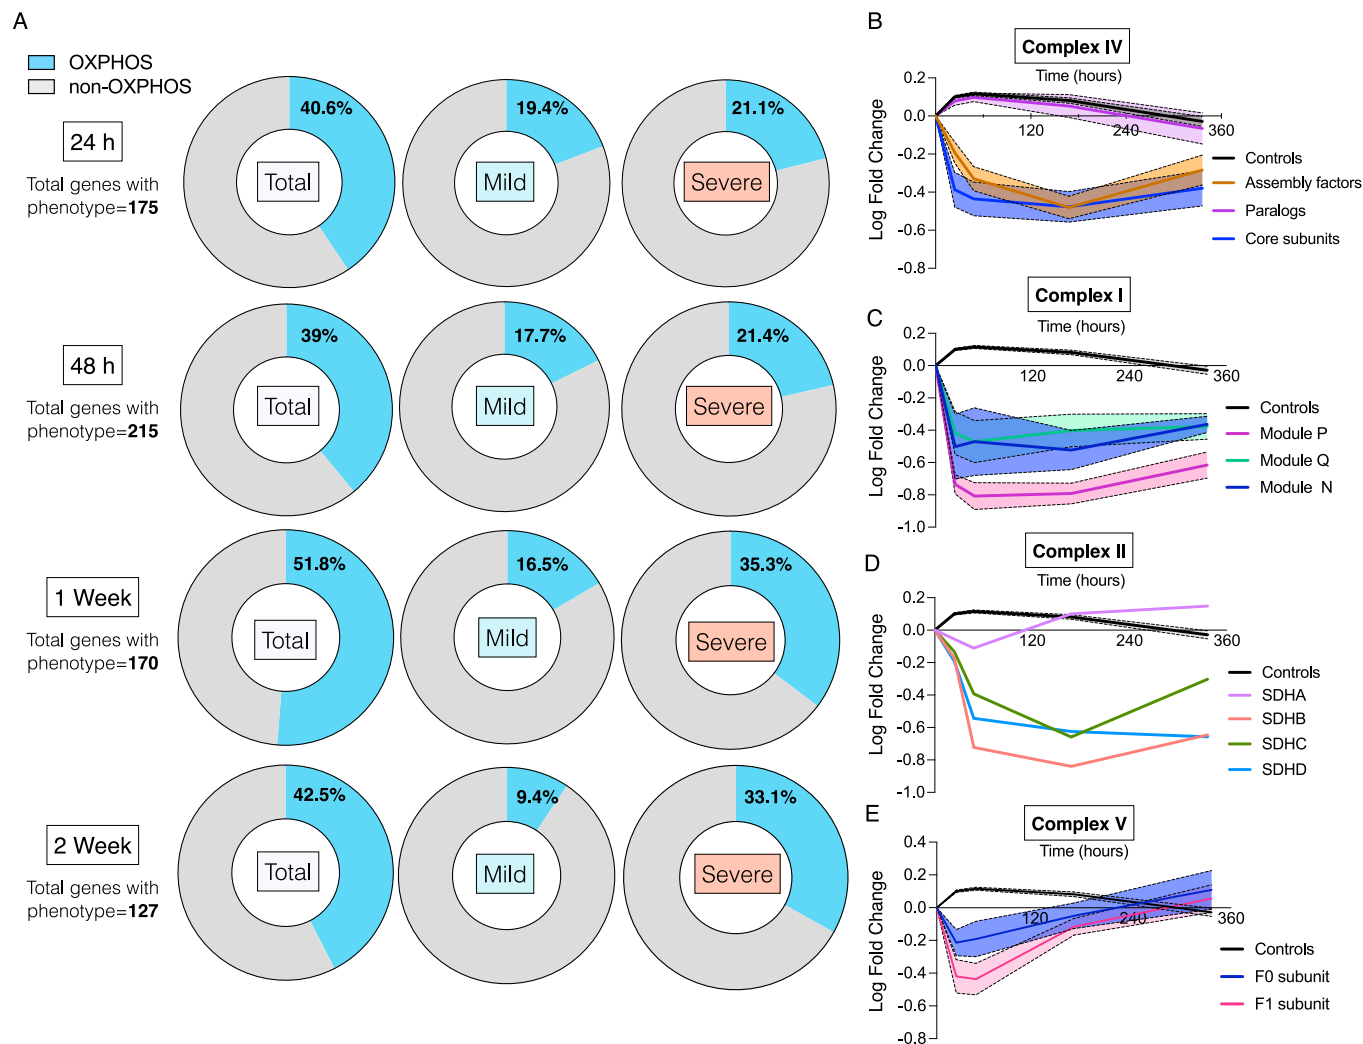 A
OXPHOS
non-OXPHOS
24 h
Total genes with
phenotype=175
40.6%
Total
19.4%
Mild
21.1%
Severe
48 h
Total genes with
phenotype=215
39%
Total
17.7%
Mild
21.4%
Severe
1 Week
Total genes with
phenotype=170
51.8%
Total
16.5%
Mild
35.3%
Severe
2 Week
Total genes with
phenotype=127
42.5%
Total
9.4%
Mild
33.1%
Severe
B
Complex IV
Time (hours)
Log Fold Change
0.2
0.0
-0.2
-0.4
-0.6
-0.8
120
240
360
Controls
Assembly factors
Paralogs
Core subunits
C
Complex I
Time (hours)
Log Fold Change
0.2
0.0
-0.2
-0.4
-0.6
-0.8
-1.0
120
240
360
Controls
Module P
Module Q
Module N
D
Complex II
Time (hours)
Log Fold Change
0.2
0.0
-0.2
-0.4
-0.6
-0.8
-1.0
120
240
360
Controls
SDHA
SDHB
SDHC
SDHD
E
Complex V
Time (hours)
Log Fold Change
0.4
0.2
0.0
-0.2
-0.4
-0.6
-0.8
120
240
360
Controls
F0 subunit
F1 subunit